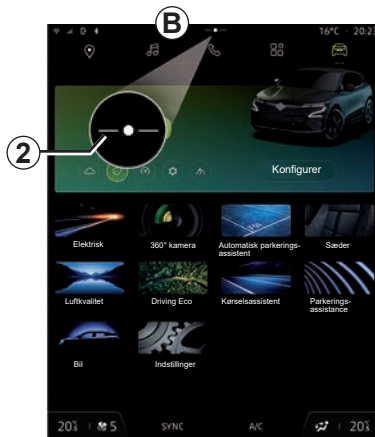 B
16°C 20:23
2
Konfigurer
Elektrisk
360° kamera
Automatisk parkerings-
assistent
Sæder
Luftkvalitet
Driving Eco
Kørselsassistent
Parkerings-
assistance
Bil
Indstillinger
20 5 SYNC A/C 20